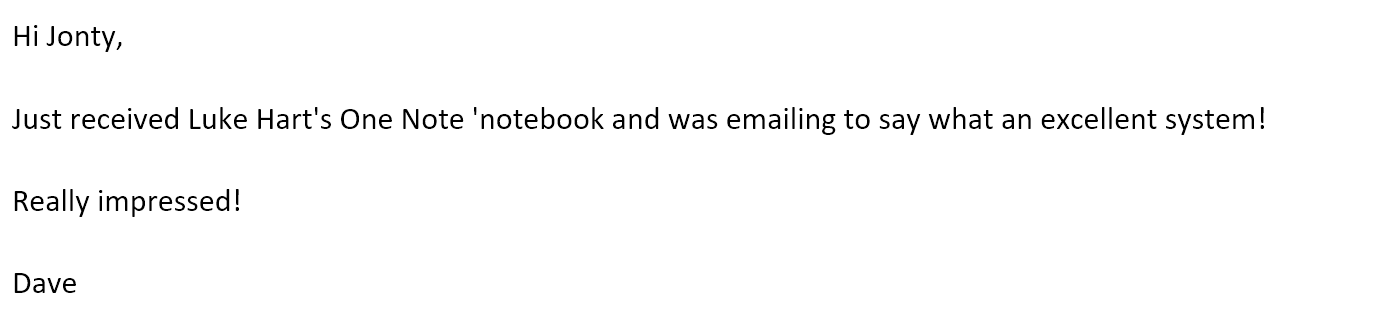 Hi Jonty,
Just received Luke Hart's One Note 'notebook and was emailing to say what an excellent system!
Really impressed!
Dave